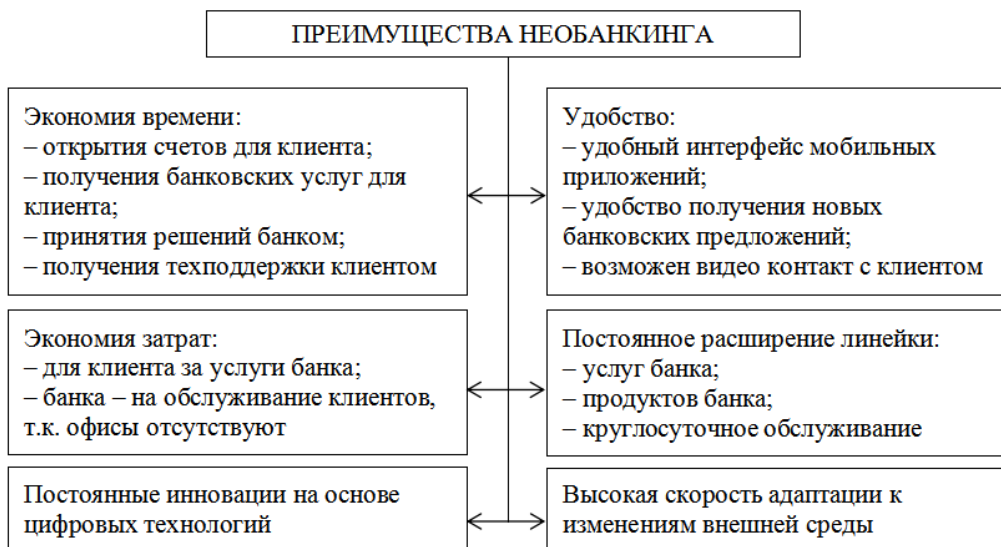 ПРЕИМУЩЕСТВА НЕОБАНКИНГА
Экономия времени:
– открытия счетов для клиента;
– получения банковских услуг для
клиента;
– принятия решений банком;
– получения техподдержки клиентом
Удобство:
– удобный интерфейс мобильных
приложений;
– удобство получения новых
банковских предложений;
– возможен видео контакт с клиентом
Экономия затрат:
– для клиента за услуги банка;
– банка – на обслуживание клиентов,
т.к. офисы отсутствуют
Постоянное расширение линейки:
– услуг банка;
– продуктов банка;
– круглосуточное обслуживание
Постоянные инновации на основе
цифровых технологий
Высокая скорость адаптации к
изменениям внешней среды